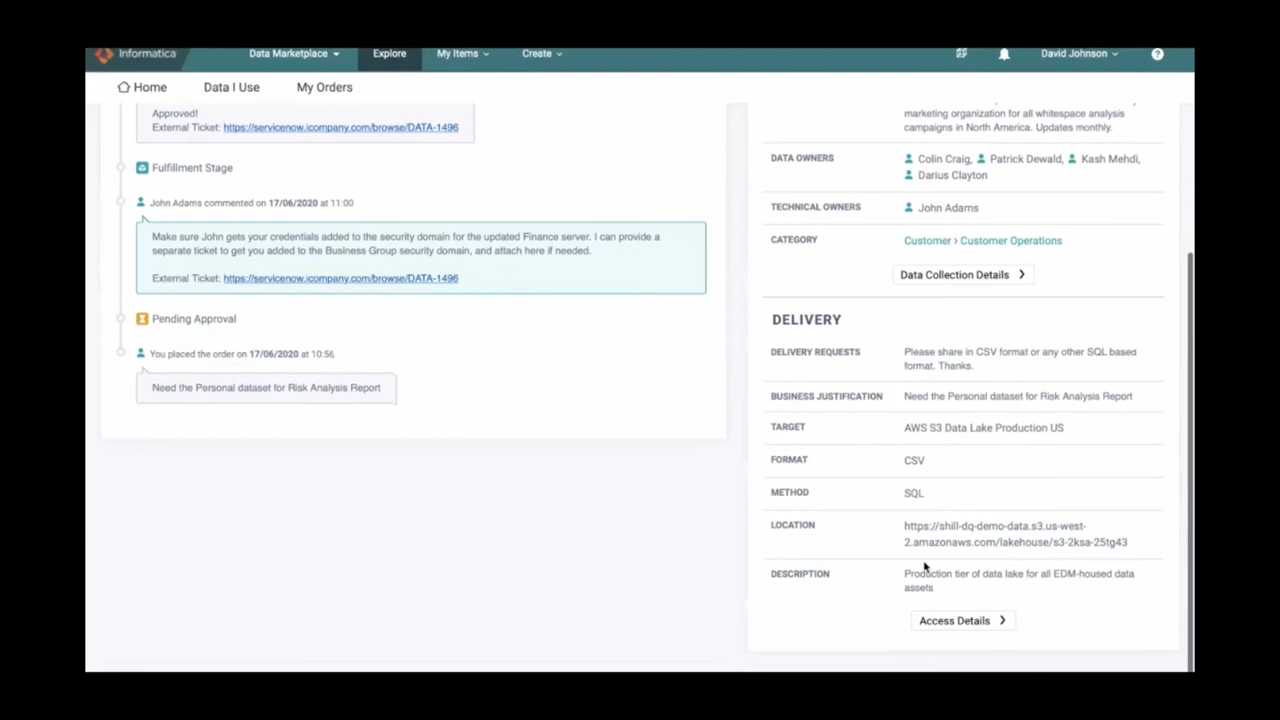 Informatica
Data Marketplace
Explore
My Items
Create
David Johnson
?
Home
Data I Use
My Orders
Approved!
External Ticket: https://servicenow.icompany.com/browse/DATA-1496
Fulfillment Stage
John Adams commented on 17/06/2020 at 11:00
Make sure John gets your credentials added to the security domain for the updated Finance server. I can provide a
separate ticket to get you added to the Business Group security domain, and attach here if needed.
External Ticket: https://servicenow.icompany.com/browse/DATA-1496
Pending Approval
You placed the order on 17/06/2020 at 10:56
Need the Personal dataset for Risk Analysis Report
marketing organization for all whitespace analysis
campaigns in North America. Updates monthly.
DATA OWNERS
Colin Craig, Patrick Dewald, Kash Mehdi,
Darius Clayton
TECHNICAL OWNERS
John Adams
CATEGORY
Customer > Customer Operations
Data Collection Details
DELIVERY
DELIVERY REQUESTS
Please share in CSV format or any other SQL based
format. Thanks.
BUSINESS JUSTIFICATION
Need the Personal dataset for Risk Analysis Report
TARGET
AWS S3 Data Lake Production US
FORMAT
CSV
METHOD
SQL
LOCATION
https://shill-dq-demo-data.s3.us-west-
2.amazonaws.com/lakehouse/s3-2ksa-25tg43
DESCRIPTION
Production tier of data lake for all EDM-housed data
assets
Access Details